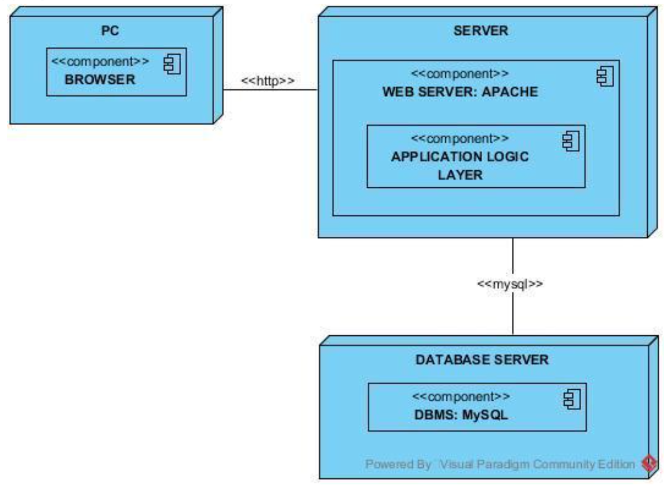 PC
<<component>>
BROWSER
<<http>>
SERVER
<<component>>
WEB SERVER: APACHE
<<component>>
APPLICATION LOGIC
LAYER
<<mysql>>
DATABASE SERVER
<<component>>
DBMS: MySQL
Powered By Visual Paradigm Community Edition